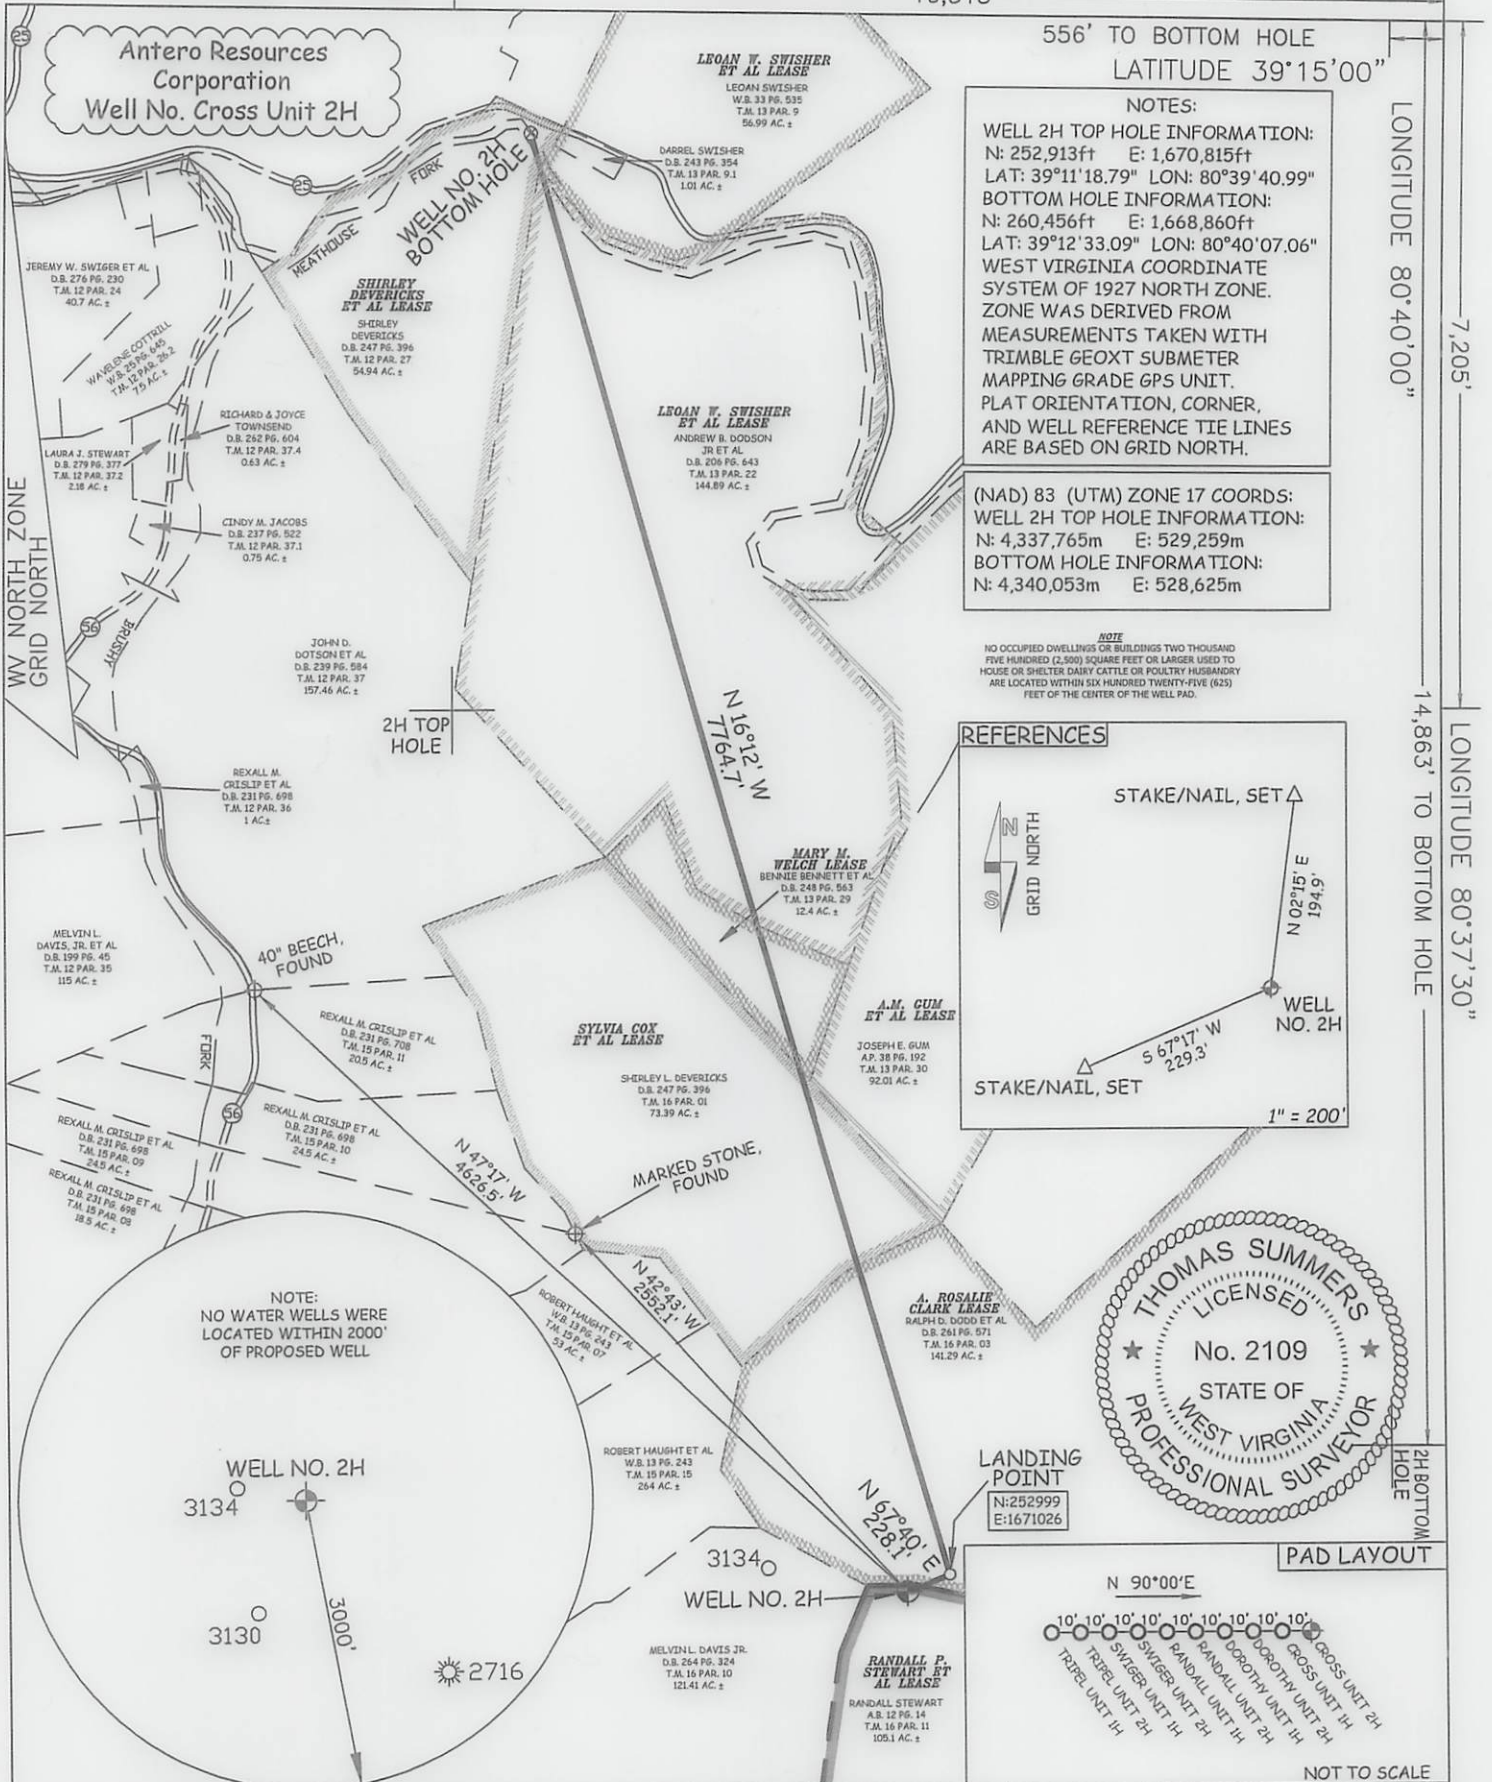 Antero Resources
Corporation
Well No. Cross Unit 2H
556' TO BOTTOM HOLE
LATITUDE 39°15'00"
LONGITUDE 80°40'00"
7,205'
14,863' TO BOTTOM HOLE
LONGITUDE 80°37'30"
2H BOTTOM
HOLE
NOTES:
WELL 2H TOP HOLE INFORMATION:
N: 252,913ft E: 1,670,815ft
LAT: 39°11'18.79" LON: 80°39'40.99"
BOTTOM HOLE INFORMATION:
N: 260,456ft E: 1,668,860ft
LAT: 39°12'33.09" LON: 80°40'07.06"
WEST VIRGINIA COORDINATE
SYSTEM OF 1927 NORTH ZONE.
ZONE WAS DERIVED FROM
MEASUREMENTS TAKEN WITH
TRIMBLE GEOXT SUBMETER
MAPPING GRADE GPS UNIT.
PLAT ORIENTATION, CORNER,
AND WELL REFERENCE TIE LINES
ARE BASED ON GRID NORTH.
(NAD) 83 (UTM) ZONE 17 COORDS:
WELL 2H TOP HOLE INFORMATION:
N: 4,337,765m E: 529,259m
BOTTOM HOLE INFORMATION:
N: 4,340,053m E: 528,625m
NOTE
NO OCCUPIED DWELLINGS OR BUILDINGS TWO THOUSAND
FIVE HUNDRED (2,500) SQUARE FEET OR LARGER USED TO
HOUSE OR SHELTER DAIRY CATTLE OR POULTRY HUSBANDRY
ARE LOCATED WITHIN SIX HUNDRED TWENTY-FIVE (625)
FEET OF THE CENTER OF THE WELL PAD.
REFERENCES
STAKE/NAIL, SET
N
S
GRID NORTH
N 02°15' E
194.9'
WELL
NO. 2H
S 67°17' W
229.3'
STAKE/NAIL, SET
1" = 200'
25
25
LEOAN W. SWISHER
ET AL LEASE
LEOAN SWISHER
W.B. 33 PG. 535
T.M. 13 PAR. 9
56.99 AC. ±
DARREL SWISHER
D.B. 243 PG. 354
T.M. 13 PAR. 9.1
1.01 AC. ±
MEATHOUSE
FORK
WELL NO. 2H
BOTTOM HOLE
JEREMY W. SWIGER ET AL
D.B. 276 PG. 230
T.M. 12 PAR. 24
40.7 AC. ±
SHIRLEY
DEVERICKS
ET AL LEASE
SHIRLEY
DEVERICKS
D.B. 247 PG. 396
T.M. 12 PAR. 27
54.94 AC. ±
WAVELENE COTTRILL
W.B. 25 PG. 645
T.M. 12 PAR. 26.2
7.5 AC. ±
RICHARD & JOYCE
TOWNSEND
D.B. 262 PG. 604
T.M. 12 PAR. 37.4
0.63 AC. ±
LAURA J. STEWART
D.B. 279 PG. 377
T.M. 12 PAR. 37.2
2.18 AC. ±
LEOAN W. SWISHER
ET AL LEASE
ANDREW B. DODSON
JR ET AL
D.B. 206 PG. 643
T.M. 13 PAR. 22
144.89 AC. ±
CINDY M. JACOBS
D.B. 237 PG. 522
T.M. 12 PAR. 37.1
0.75 AC. ±
WV NORTH ZONE
GRID NORTH
56
BRUSHY
JOHN D.
DOTSON ET AL
D.B. 239 PG. 584
T.M. 12 PAR. 37
157.46 AC. ±
2H TOP
HOLE
N 16°12' W
7764.7'
REXALL M.
CRISLIP ET AL
D.B. 231 PG. 698
T.M. 12 PAR. 36
1 AC.±
MARY M.
WELCH LEASE
BENNIE BENNETT ET AL
D.B. 248 PG. 563
T.M. 13 PAR. 29
12.4 AC. ±
MELVIN L.
DAVIS, JR. ET AL
D.B. 199 PG. 45
T.M. 12 PAR. 35
115 AC. ±
40" BEECH,
FOUND
FORK
56
REXALL M. CRISLIP ET AL
D.B. 231 PG. 708
T.M. 15 PAR. 11
20.5 AC. ±
SYLVIA COX
ET AL LEASE
SHIRLEY L. DEVERICKS
D.B. 247 PG. 396
T.M. 16 PAR. 01
73.39 AC. ±
A.M. GUM
ET AL LEASE
JOSEPH E. GUM
A.P. 38 PG. 192
T.M. 13 PAR. 30
92.01 AC. ±
REXALL M. CRISLIP ET AL
D.B. 231 PG. 698
T.M. 15 PAR. 09
24.5 AC. ±
REXALL M. CRISLIP ET AL
D.B. 231 PG. 698
T.M. 15 PAR. 10
24.5 AC. ±
REXALL M. CRISLIP ET AL
D.B. 231 PG. 698
T.M. 15 PAR. 08
18.5 AC. ±
N 47°17' W
4626.5'
MARKED STONE,
FOUND
N 42°43' W
2552.1'
ROBERT HAUGHT ET AL
W.B. 13 PG. 243
T.M. 15 PAR. 07
53 AC. ±
A. ROSALIE
CLARK LEASE
RALPH D. DODD ET AL
D.B. 261 PG. 571
T.M. 16 PAR. 03
141.29 AC. ±
THOMAS SUMMERS
LICENSED
No. 2109
STATE OF
WEST VIRGINIA
PROFESSIONAL SURVEYOR
NOTE:
NO WATER WELLS WERE
LOCATED WITHIN 2000'
OF PROPOSED WELL
WELL NO. 2H
3134
3130
3000'
2716
ROBERT HAUGHT ET AL
W.B. 13 PG. 243
T.M. 15 PAR. 15
264 AC. ±
N 67°40' E
228.1'
LANDING
POINT
N:252999
E:1671026
3134
WELL NO. 2H
MELVIN L. DAVIS JR.
D.B. 264 PG. 324
T.M. 16 PAR. 10
121.41 AC. ±
RANDALL P.
STEWART ET
AL LEASE
RANDALL STEWART
A.B. 12 PG. 14
T.M. 16 PAR. 11
105.1 AC. ±
PAD LAYOUT
N 90°00'E
10' 10' 10' 10' 10' 10' 10' 10' 10'
TRIPEL UNIT 1H
TRIPEL UNIT 2H
SWIGER UNIT 1H
SWIGER UNIT 2H
RANDALL UNIT 1H
RANDALL UNIT 2H
DOROTHY UNIT 1H
DOROTHY UNIT 2H
CROSS UNIT 1H
CROSS UNIT 2H
NOT TO SCALE